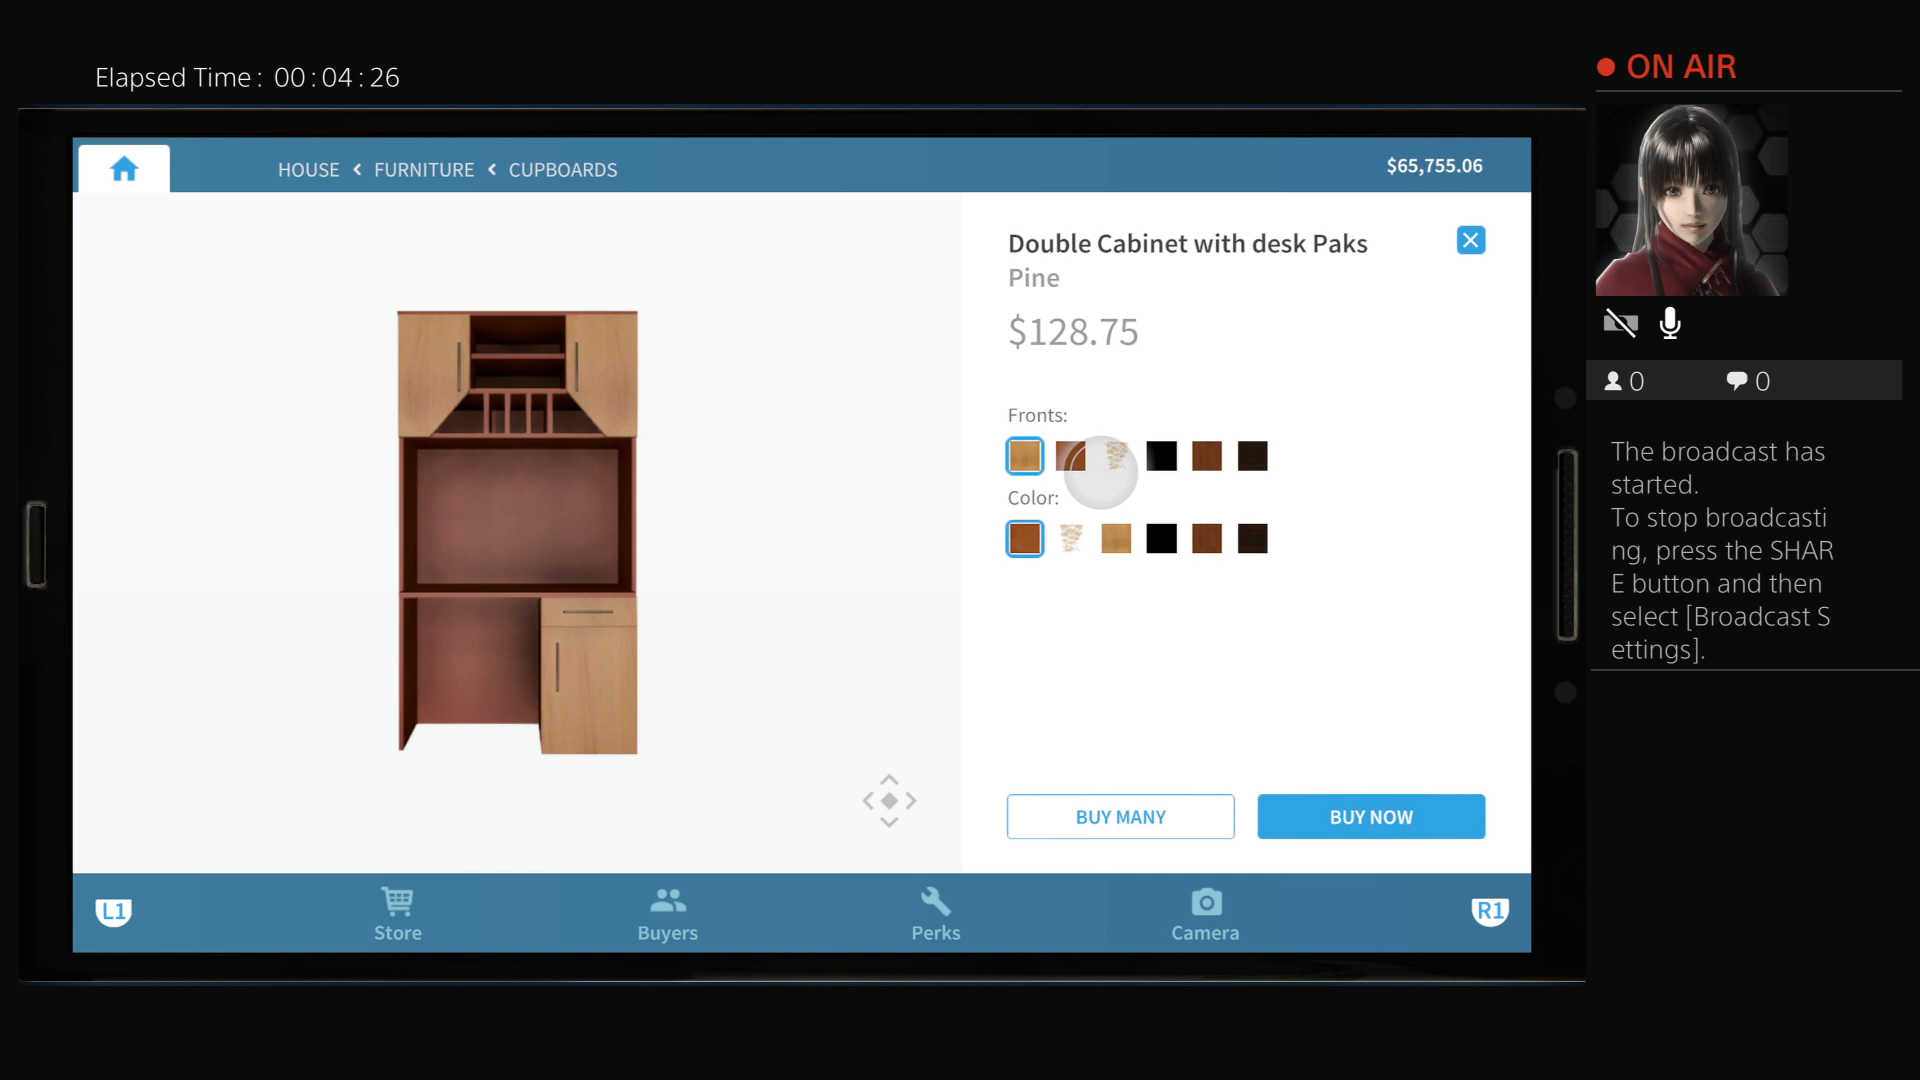 Elapsed Time : 00 : 04 : 26
ON AIR
HOUSE < FURNITURE < CUPBOARDS
$65,755.06
Double Cabinet with desk Paks
Pine
$128.75
Fronts:
Color:
BUY MANY
BUY NOW
L1
Store
Buyers
Perks
Camera
R1
0
0
The broadcast has
started.
To stop broadcasti
ng, press the SHAR
E button and then
select [Broadcast S
ettings].